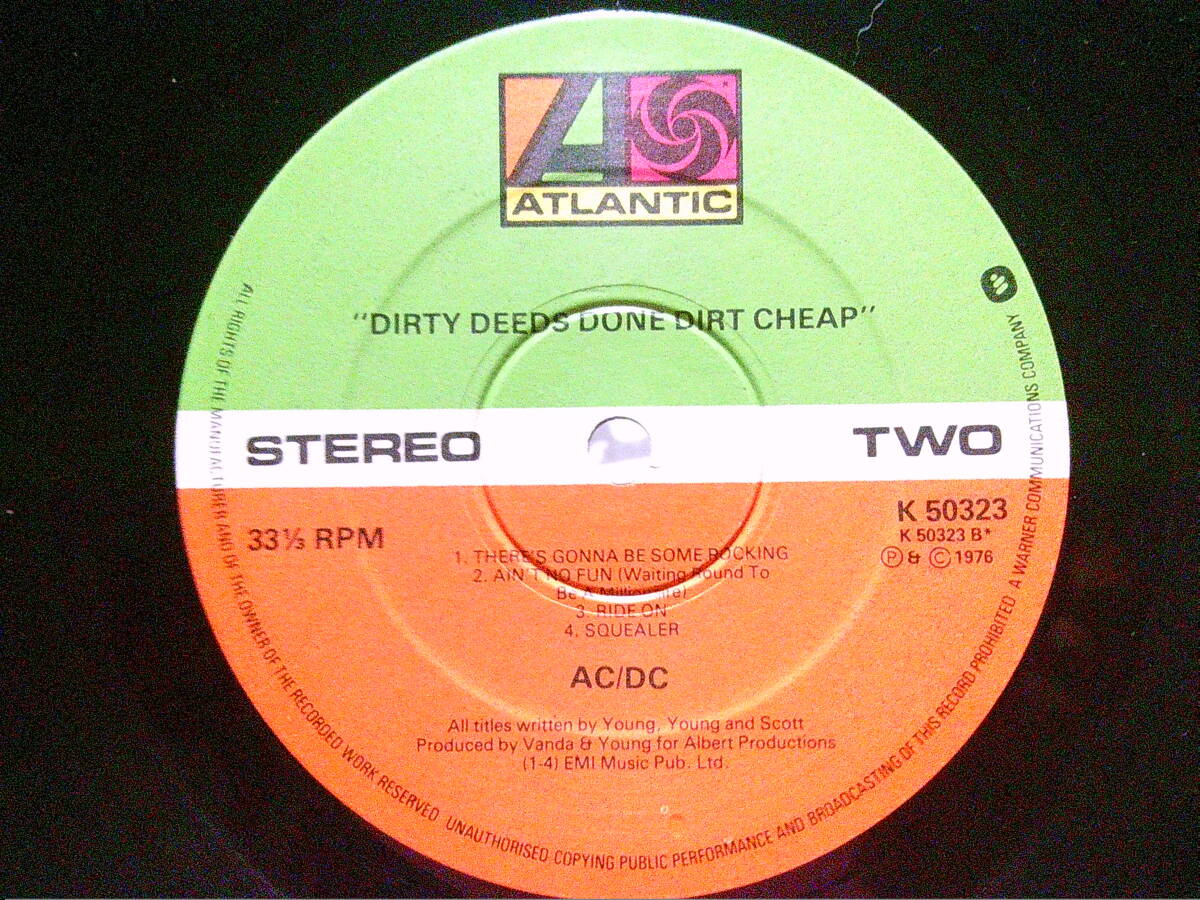 ATLANTIC
"DIRTY DEEDS DONE DIRT CHEAP"
STEREO
TWO
33⅓ RPM
K 50323
K 50323 B*
Ⓟ & Ⓒ 1976
1. THERE'S GONNA BE SOME ROCKING
2. AIN'T NO FUN (Waiting Round To
Be A Millionaire)
3. RIDE ON
4. SQUEALER
AC/DC
All titles written by Young, Young and Scott
Produced by Vanda & Young for Albert Productions
(1-4) EMI Music Pub. Ltd.
ALL RIGHTS OF THE MANUFACTURER AND OF THE OWNER OF THE RECORDED WORK RESERVED UNAUTHORISED COPYING PUBLIC PERFORMANCE AND BROADCASTING OF THIS RECORD PROHIBITED A WARNER COMMUNICATIONS COMPANY